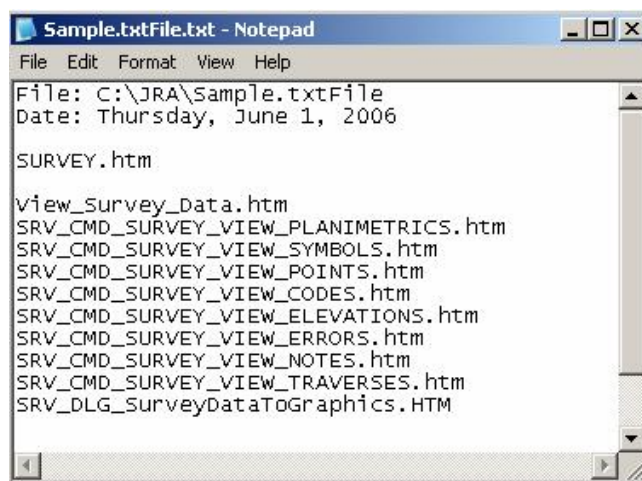 Sample.txtFile.txt - Notepad
File Edit Format View Help
File: C:\JRA\Sample.txtFile
Date: Thursday, June 1, 2006
SURVEY.htm
View_Survey_Data.htm
SRV_CMD_SURVEY_VIEW_PLANIMETRICS.htm
SRV_CMD_SURVEY_VIEW_SYMBOLS.htm
SRV_CMD_SURVEY_VIEW_POINTS.htm
SRV_CMD_SURVEY_VIEW_CODES.htm
SRV_CMD_SURVEY_VIEW_ELEVATIONS.htm
SRV_CMD_SURVEY_VIEW_ERRORS.htm
SRV_CMD_SURVEY_VIEW_NOTES.htm
SRV_CMD_SURVEY_VIEW_TRAVERSES.htm
SRV_DLG_SurveyDataToGraphics.HTM